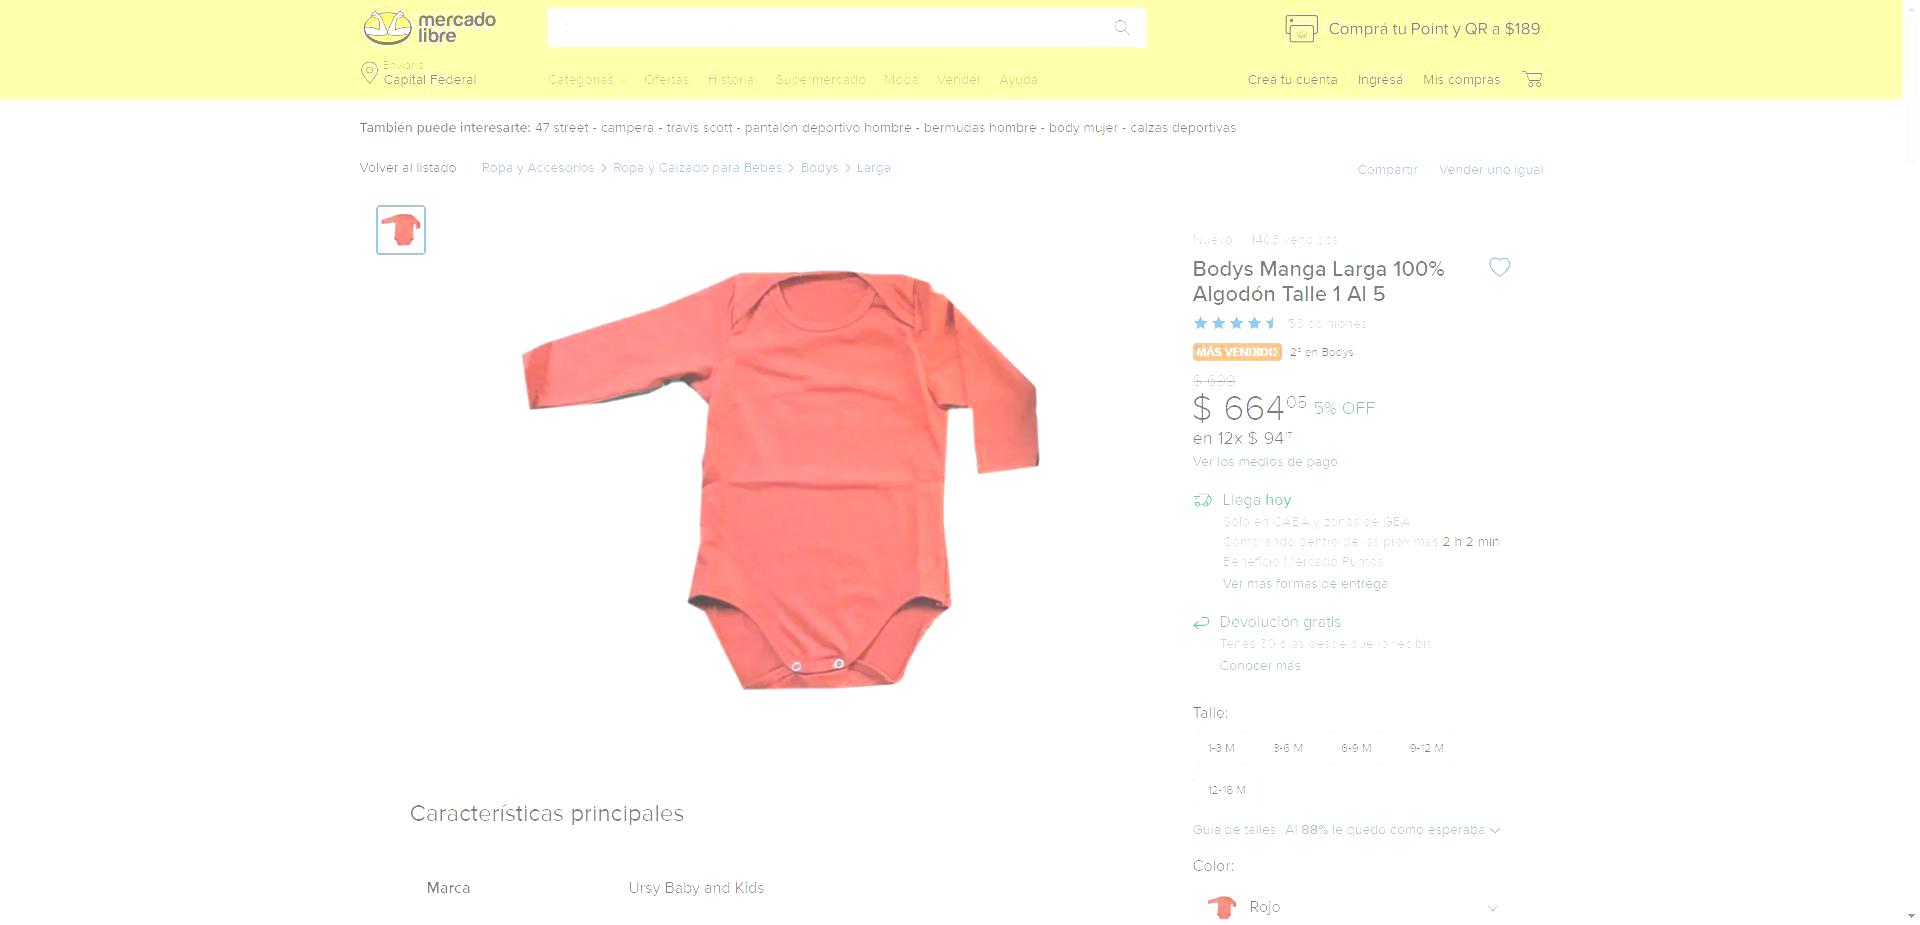 mercado
libre
Comprá tu Point y QR a $189
Capital Federal
Categorías
Ofertas
Historial
Supermercado
Moda
Vender
Ayuda
Creá tu cuenta
Ingresá
Mis compras
También puede interesarte: 47 street - campera - travis scott - pantalon deportivo hombre - bermudas hombre - body mujer - calzas deportivas
Volver al listado
Ropa y Accesorios > Ropa y Calzado para Bebés > Bodys > Larga
Compartir
Vender uno igual
Nuevo
1403 vendidos
Bodys Manga Larga 100%
Algodón Talle 1 Al 5
opiniones
MÁS VENDIDO 2º en Bodys
$ 699
$ 664 05 5% OFF
en 12x $ 94 17
Ver los medios de pago
Llega hoy
Solo en CABA y zonas de GBA
Comprando dentro de las próximas 2 h 2 min
Beneficio Mercado Puntos
Ver más formas de entrega
Devolución gratis
Tenés 30 días desde que lo recibís.
Conocer más
Talle:
1-3 M
3-6 M
6-9 M
9-12 M
12-18 M
Guía de talles
Al 88% le quedó como esperaba
Color:
Rojo
Características principales
Marca
Ursy Baby and Kids